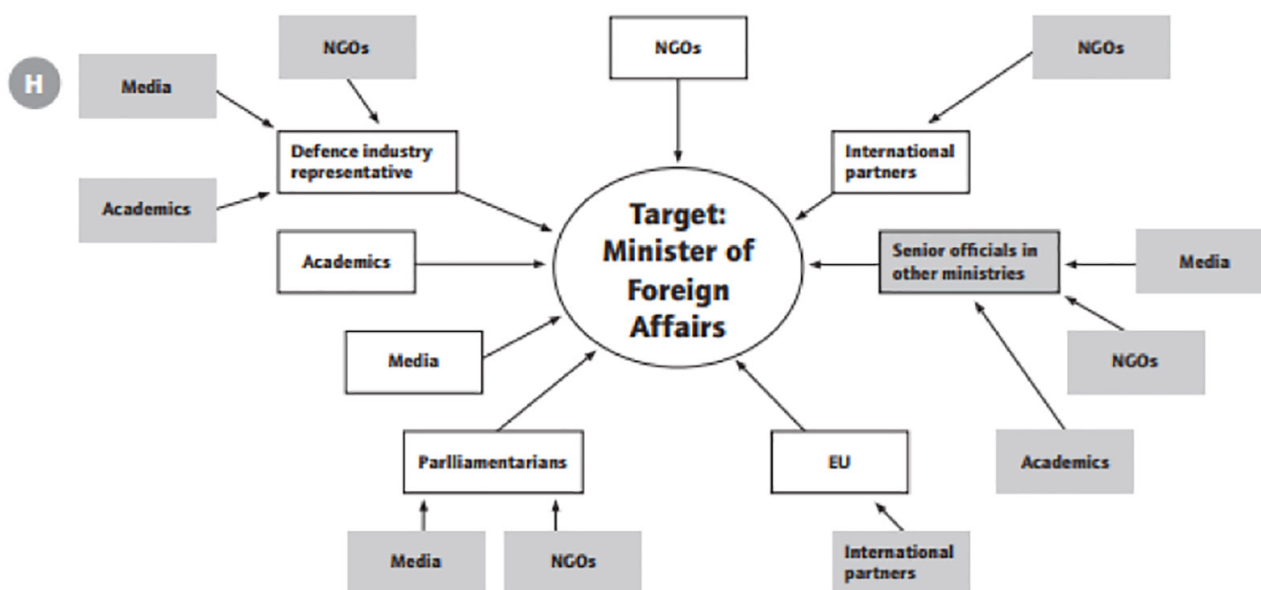 H
Media
NGOs
NGOs
NGOs
Defence industry
representative
International
partners
Academics
Target:
Minister of
Foreign
Affairs
Academics
Senior officials in
other ministries
Media
Media
NGOs
Parlliamentarians
EU
Academics
Media
NGOs
International
partners